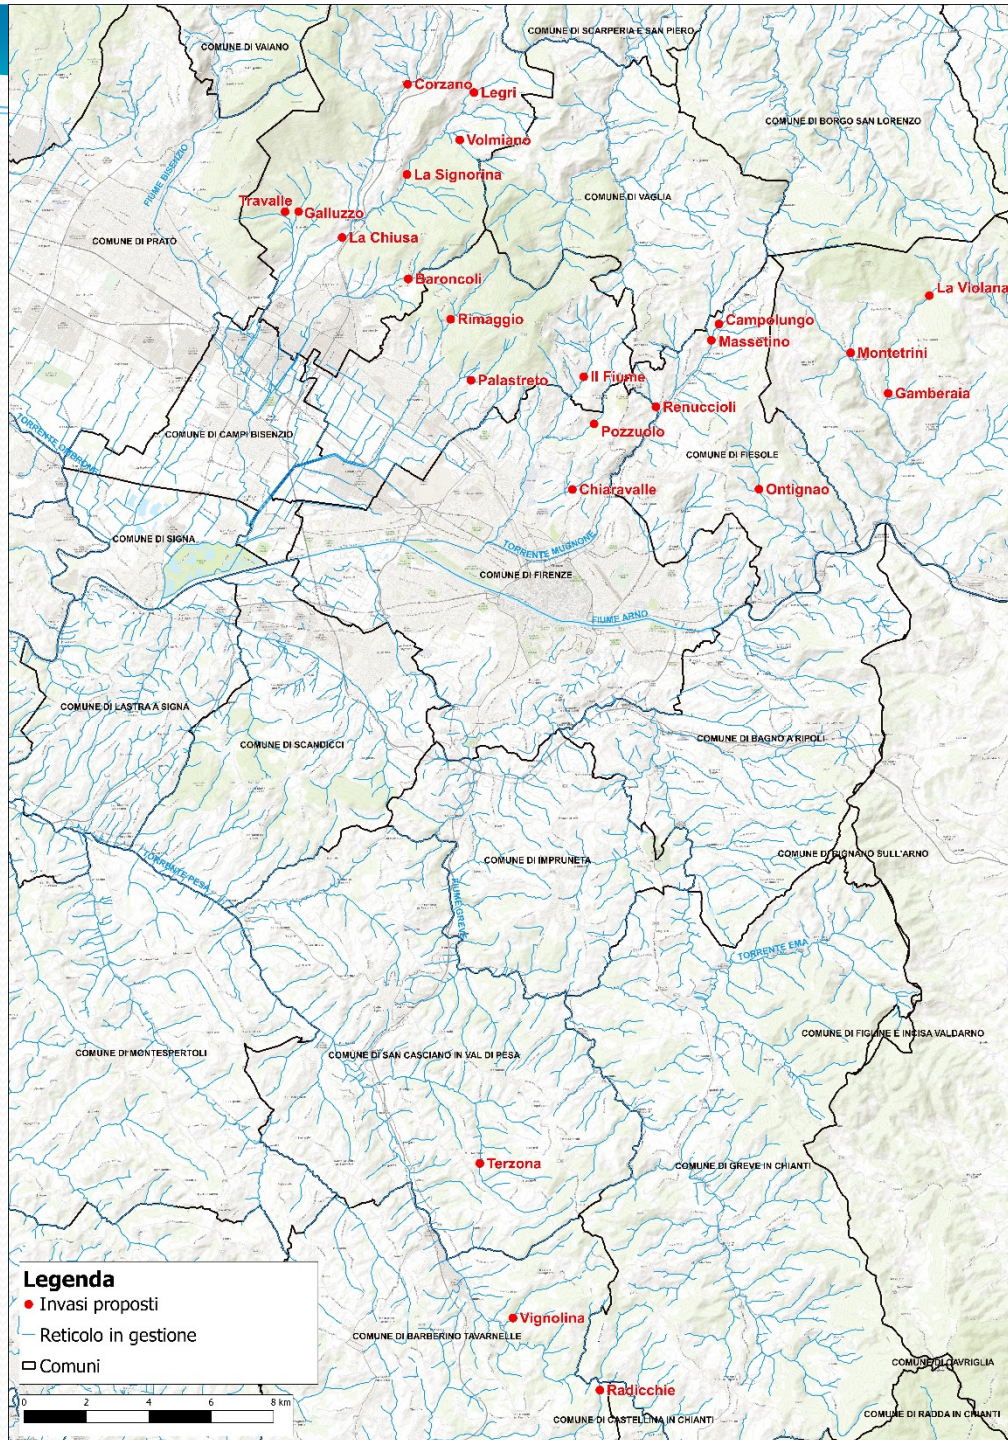 COMUNE DI SCARPERIA E SAN PIERO
COMUNE DI VAIANO
Corzano
Legri
COMUNE DI BORGO SAN LORENZO
Volmiano
FIUME BISENZIO
La Signorina
COMUNE DI VAGLIA
Travalle
Galluzzo
La Chiusa
COMUNE DI PRATO
Baroncoli
La Violana
Rimaggio
Campolungo
Massetino
Montetrini
Il Fiume
Palastreto
Gamberaia
Renuccioli
Pozzuolo
COMUNE DI CAMPI BISENZIO
TORRENTE OMBRONE
COMUNE DI FIESOLE
Chiaravalle
Ontignao
COMUNE DI SIGNA
TORRENTE MUGNONE
COMUNE DI FIRENZE
FIUME ARNO
COMUNE DI LASTRA A SIGNA
COMUNE DI SCANDICCI
COMUNE DI BAGNO A RIPOLI
COMUNE DI RIGNANO SULL'ARNO
COMUNE DI IMPRUNETA
TORRENTE PESA
FIUME GREVE
TORRENTE EMA
COMUNE DI FIGLINE E INCISA VALDARNO
COMUNE DI MONTESPERTOLI
COMUNE DI SAN CASCIANO IN VAL DI PESA
Terzona
COMUNE DI GREVE IN CHIANTI
Legenda
Invasi proposti
Reticolo in gestione
Comuni
0 2 4 6 8 km
Vignolina
COMUNE DI BARBERINO TAVARNELLE
COMUNE DI CAVRIGLIA
Radicchie
COMUNE DI RADDA IN CHIANTI
COMUNE DI CASTELLINA IN CHIANTI